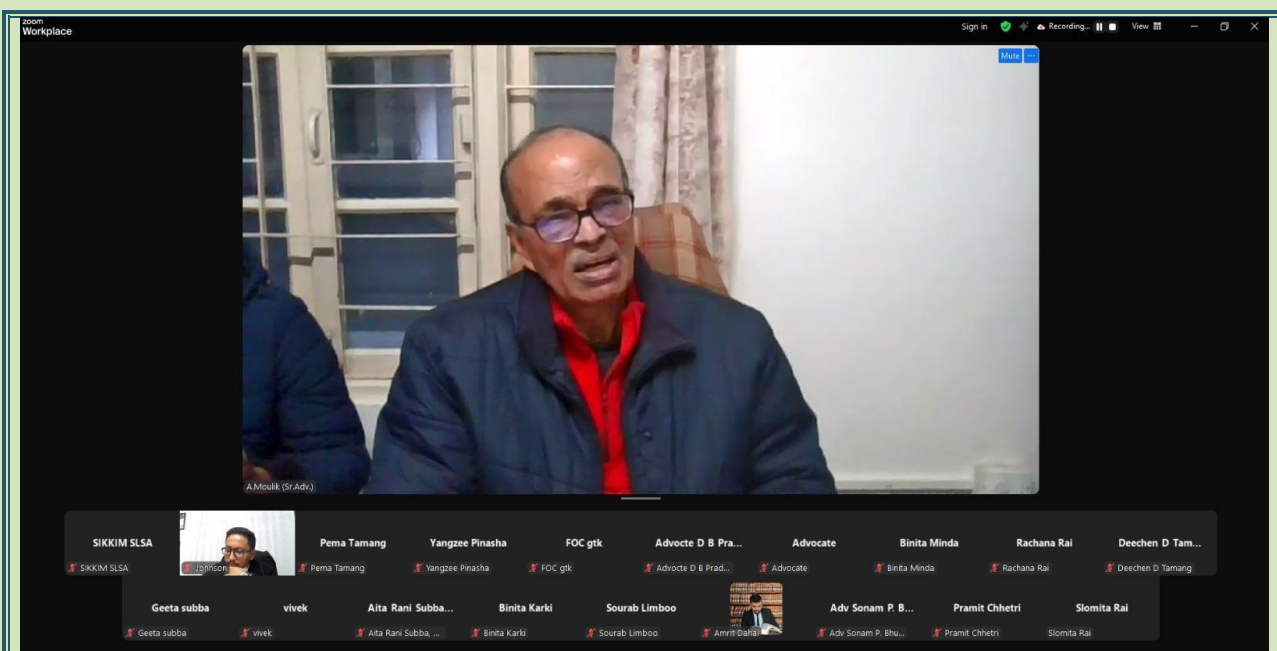 zoom
Workplace
Sign in Recording... View
Mute ...
A.Moulik (Sr.Adv.)
SIKKIM SLSA Pema Tamang Yangzee Pinasha FOC gtk Advocte D B Pra... Advocate Binita Minda Rachana Rai Deechen D Tam...
SIKKIM SLSA Johnson Pema Tamang Yangzee Pinasha FOC gtk Advocte D B Prad... Advocate Binita Minda Rachana Rai Deechen D Tamang
Geeta subba vivek Aita Rani Subba... Binita Karki Sourab Limboo Adv Sonam P. B... Pramit Chhetri Slomita Rai
Geeta subba vivek Aita Rani Subba, ... Binita Karki Sourab Limboo Amrit Daha Adv Sonam P. Bhu... Pramit Chhetri Slomita Rai